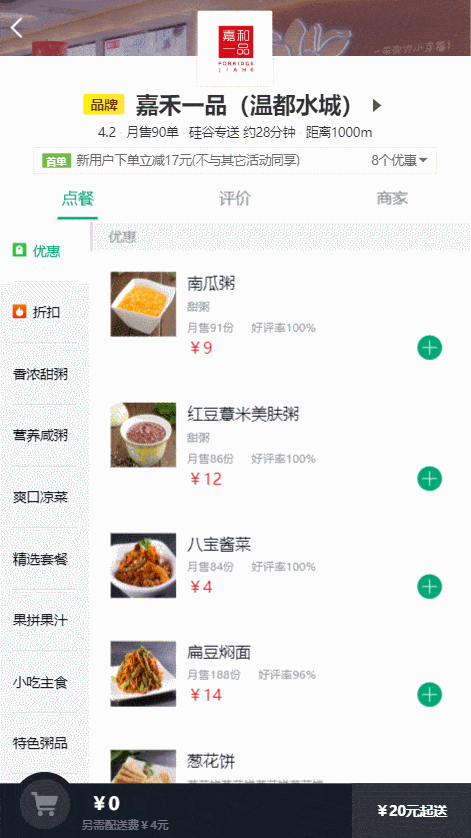 嘉和
一品
PORRIDGE
JIAHE
品牌 嘉禾一品（温都水城）
4.2 月售90单 硅谷专送 约28分钟 距离1000m
首单 新用户下单立减17元(不与其它活动同享) 8个优惠
点餐 评价 商家
优惠
折扣
香浓甜粥
营养咸粥
爽口凉菜
精选套餐
果拼果汁
小吃主食
特色粥品
优惠
南瓜粥
甜粥
月售91份 好评率100%
￥9
红豆薏米美肤粥
甜粥
月售86份 好评率100%
￥12
八宝酱菜
月售84份 好评率100%
￥4
扁豆焖面
月售188份 好评率96%
￥14
葱花饼
￥0
另需配送费￥4元
￥20元起送